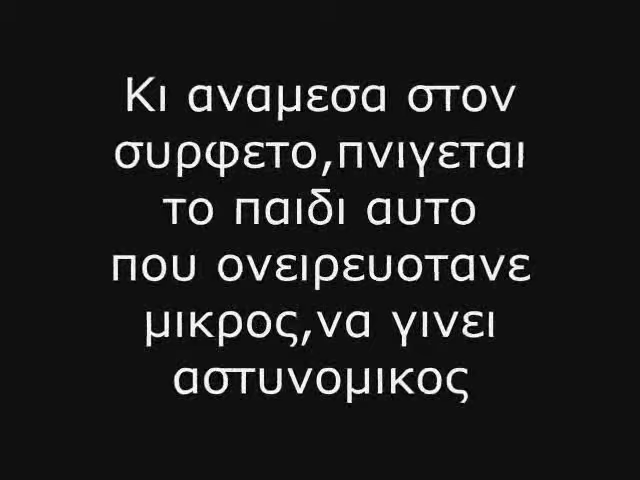 Κι αναμεσα στον
συρφετο,πνιγεται
το παιδι αυτο
που ονειρευοτανε
μικρος,να γινει
αστυνομικος